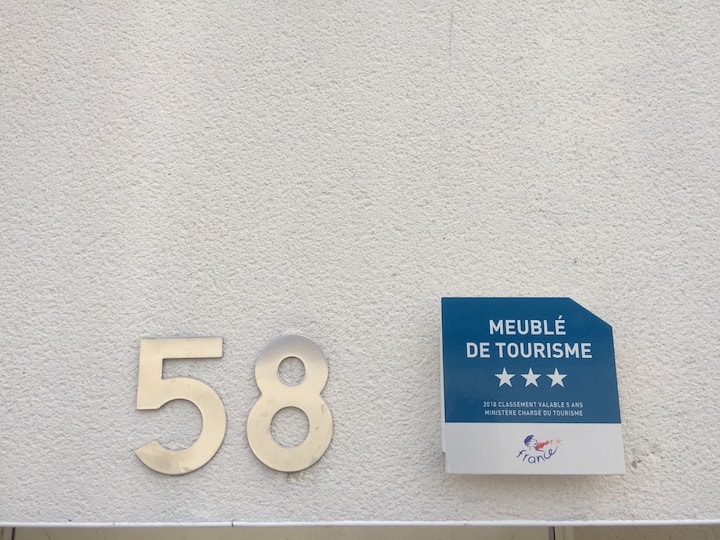 58
MEUBLÉ
DE TOURISME
2018 CLASSEMENT VALABLE 5 ANS
MINISTÈRE CHARGÉ DU TOURISME
france